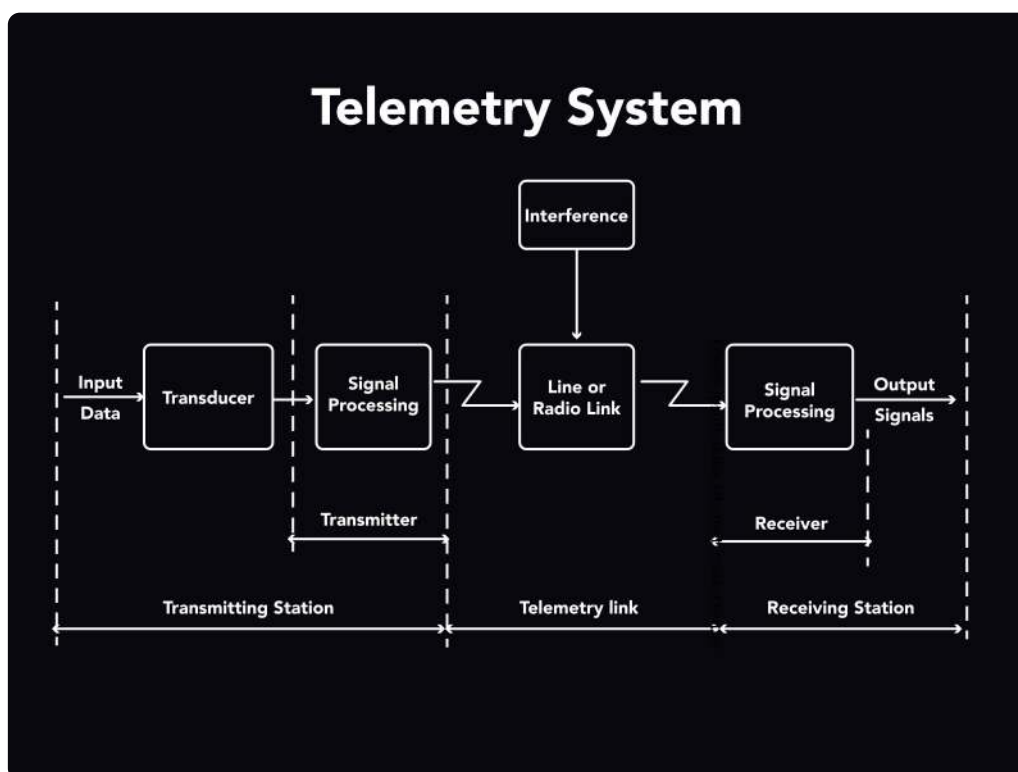 Telemetry System
Interference
Input
Data
Transducer
Signal
Processing
Line or
Radio Link
Signal
Processing
Output
Signals
Transmitter
Receiver
Transmitting Station
Telemetry link
Receiving Station